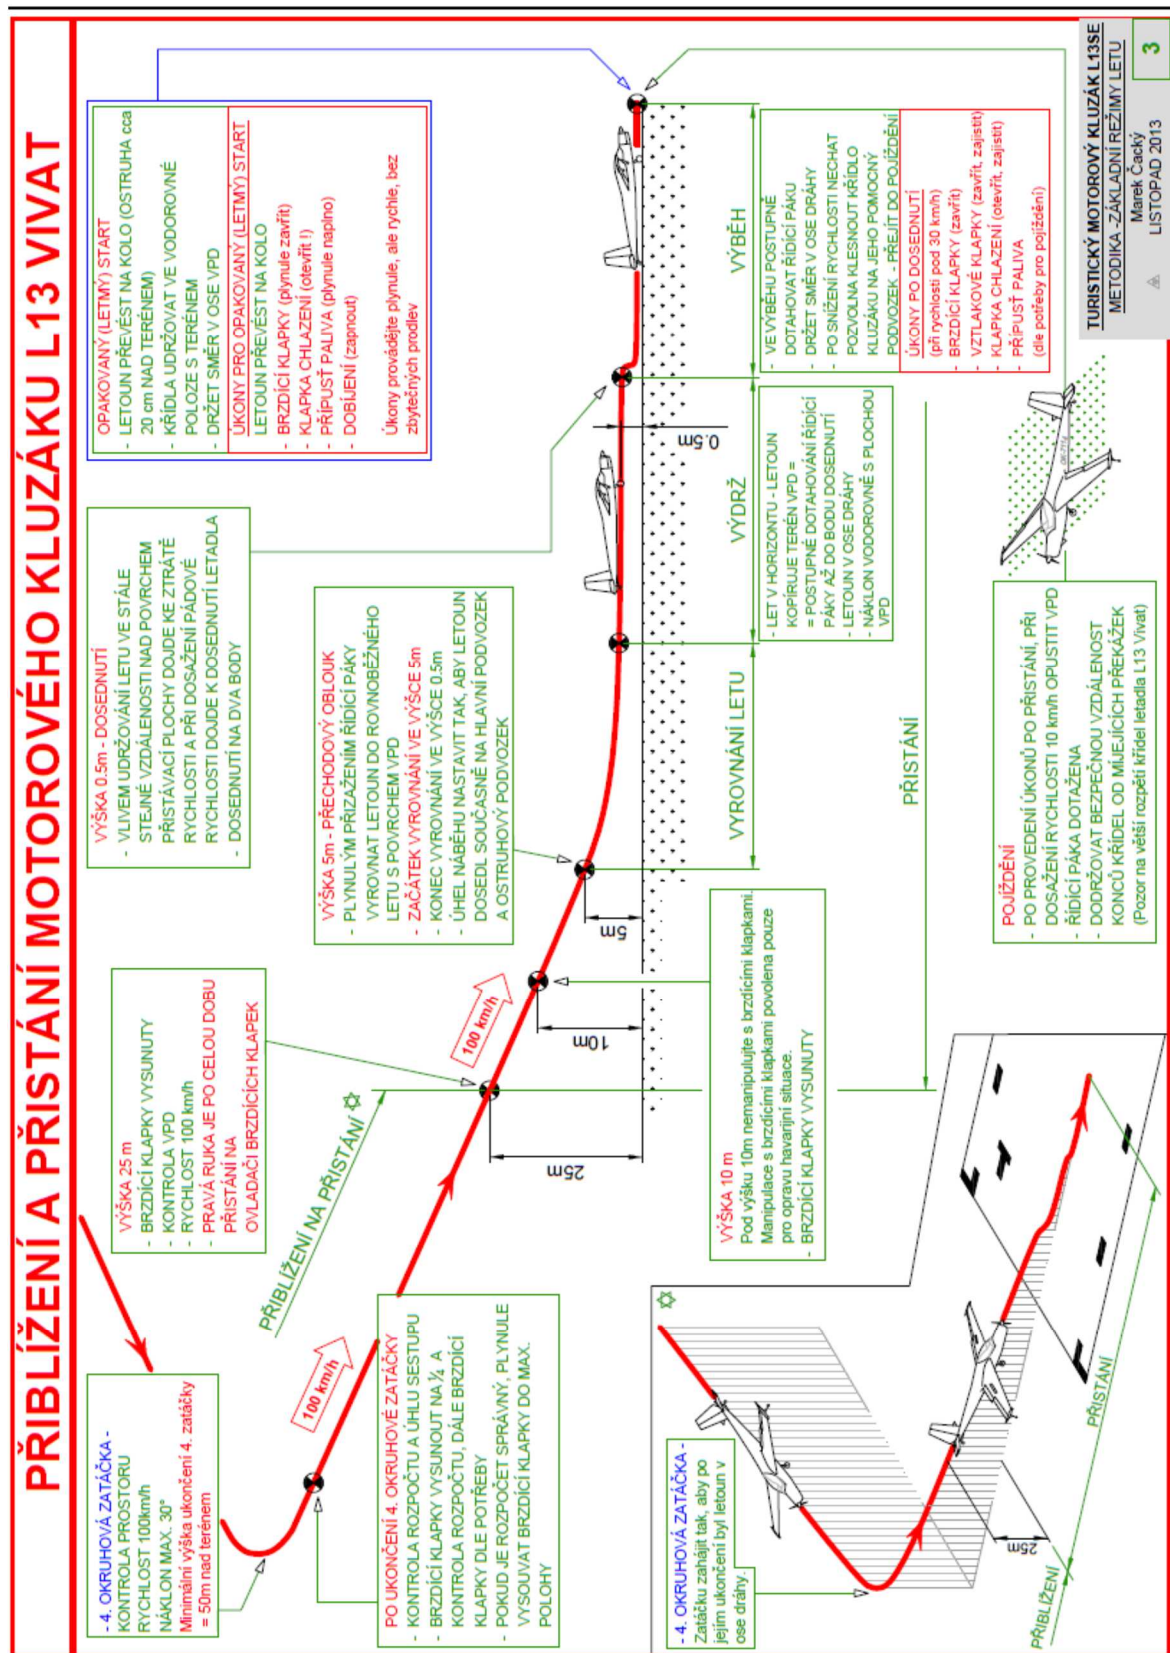 PŘIBLÍŽENÍ A PŘISTÁNÍ MOTOROVÉHO KLUZÁKU L13 VIVAT
- 4. OKRUHOVÁ ZATÁČKA -
KONTROLA PROSTORU
RYCHLOST 100km/h
NÁKLON MAX. 30°
Minimální výška ukončení 4. zatáčky
= 50m nad terénem
100 km/h
PO UKONČENÍ 4. OKRUHOVÉ ZATÁČKY
- KONTROLA ROZPOČTU A ÚHLU SESTUPU
- BRZDÍCÍ KLAPKY VYSUNOUT NA ¼ A
KONTROLA ROZPOČTU, DÁLE BRZDÍCÍ
KLAPKY DLE POTŘEBY
- POKUD JE ROZPOČET SPRÁVNÝ, PLYNULE
VYSOUVAT BRZDÍCÍ KLAPKY DO MAX.
POLOHY
VÝŠKA 25 m
- BRZDÍCÍ KLAPKY VYSUNUTY
- KONTROLA VPD
- RYCHLOST 100 km/h
- PRAVÁ RUKA JE PO CELOU DOBU
PŘISTÁNÍ NA
OVLADAČI BRZDÍCÍCH KLAPEK
PŘIBLÍŽENÍ NA PŘISTÁNÍ
100 km/h
25m
10m
5m
0.5m
VÝŠKA 0.5m - DOSEDNUTÍ
- VLIVEM UDRŽOVÁNÍ LETU VE STÁLE
STEJNÉ VZDÁLENOSTI NAD POVRCHEM
PŘISTÁVACÍ PLOCHY DOJDE KE ZTRÁTĚ
RYCHLOSTI A PŘI DOSAŽENÍ PÁDOVÉ
RYCHLOSTI DOJDE K DOSEDNUTÍ LETADLA
- DOSEDNUTÍ NA DVA BODY
VÝŠKA 5m - PŘECHODOVÝ OBLOUK
- PLYNULÝM PŘIZAŽENÍM ŘÍDÍCÍ PÁKY
VYROVNAT LETOUN DO ROVNOBĚŽNÉHO
LETU S POVRCHEM VPD
- ZAČÁTEK VYROVNÁNÍ VE VÝŠCE 5m
- KONEC VYROVNÁNÍ VE VÝŠCE 0.5m
- ÚHEL NÁBĚHU NASTAVIT TAK, ABY LETOUN
DOSEDL SOUČASNĚ NA HLAVNÍ PODVOZEK
A OSTRUHOVÝ PODVOZEK
OPAKOVANÝ (LETMÝ) START
- LETOUN PŘEVÉST NA KOLO (OSTRUHA cca
20 cm NAD TERÉNEM)
- KŘÍDLA UDRŽOVAT VE VODOROVNÉ
POLOZE S TERÉNEM
- DRŽET SMĚR V OSE VPD
ÚKONY PRO OPAKOVANÝ (LETMÝ) START
LETOUN PŘEVÉST NA KOLO
- BRZDÍCÍ KLAPKY (plynule zavřít)
- KLAPKA CHLAZENÍ (otevřít !)
- PŘÍPUSŤ PALIVA (plynule naplno)
- DOBÍJENÍ (zapnout)
Úkony provádějte plynule, ale rychle, bez
zbytečných prodlev
VYROVNÁNÍ LETU
VÝDRŽ
VÝBĚH
PŘISTÁNÍ
VÝŠKA 10 m
Pod výšku 10m nemanipulujte s brzdícími klapkami.
Manipulace s brzdícími klapkami povolena pouze
pro opravu havarijní situace.
- BRZDÍCÍ KLAPKY VYSUNUTY
- LET V HORIZONTU - LETOUN
KOPÍRUJE TERÉN VPD =
= POSTUPNÉ DOTAHOVÁNÍ ŘÍDÍCÍ
PÁKY AŽ DO BODU DOSEDNUTÍ
- LETOUN V OSE DRÁHY
- NÁKLON VODOROVNĚ S PLOCHOU
VPD
- VE VÝBĚHU POSTUPNĚ
DOTAHOVAT ŘÍDÍCÍ PÁKU
- DRŽET SMĚR V OSE DRÁHY
- PO SNÍŽENÍ RYCHLOSTI NECHAT
POZVOLNA KLESNOUT KŘÍDLO
KLUZÁKU NA JEHO POMOCNÝ
PODVOZEK - PŘEJÍT DO POJÍŽDĚNÍ
ÚKONY PO DOSEDNUTÍ
(při rychlosti pod 30 km/h)
- BRZDÍCÍ KLAPKY (zavřít)
- VZTLAKOVÉ KLAPKY (zavřít, zajistit)
- KLAPKA CHLAZENÍ (otevřít, zajistit)
- PŘÍPUSŤ PALIVA
(dle potřeby pro pojíždění)
POJÍŽDĚNÍ
- PO PROVEDENÍ ÚKONŮ PO PŘISTÁNÍ, PŘI
DOSAŽENÍ RYCHLOSTI 10 km/h OPUSTIT VPD
- ŘÍDÍCÍ PÁKA DOTAŽENA
- DODRŽOVAT BEZPEČNOU VZDÁLENOST
KONCŮ KŘÍDEL OD MÍJEJÍCÍCH PŘEKÁŽEK
(Pozor na větší rozpětí křídel letadla L13 Vivat)
- 4. OKRUHOVÁ ZATÁČKA -
Zatáčku zahájit tak, aby po
jejím ukončení byl letoun v
ose dráhy.
25m
PŘIBLÍŽENÍ
PŘISTÁNÍ
TURISTICKÝ MOTOROVÝ KLUZÁK L13SE
METODIKA -ZÁKLADNÍ REŽIMY LETU
Marek Čacký
LISTOPAD 2013
3